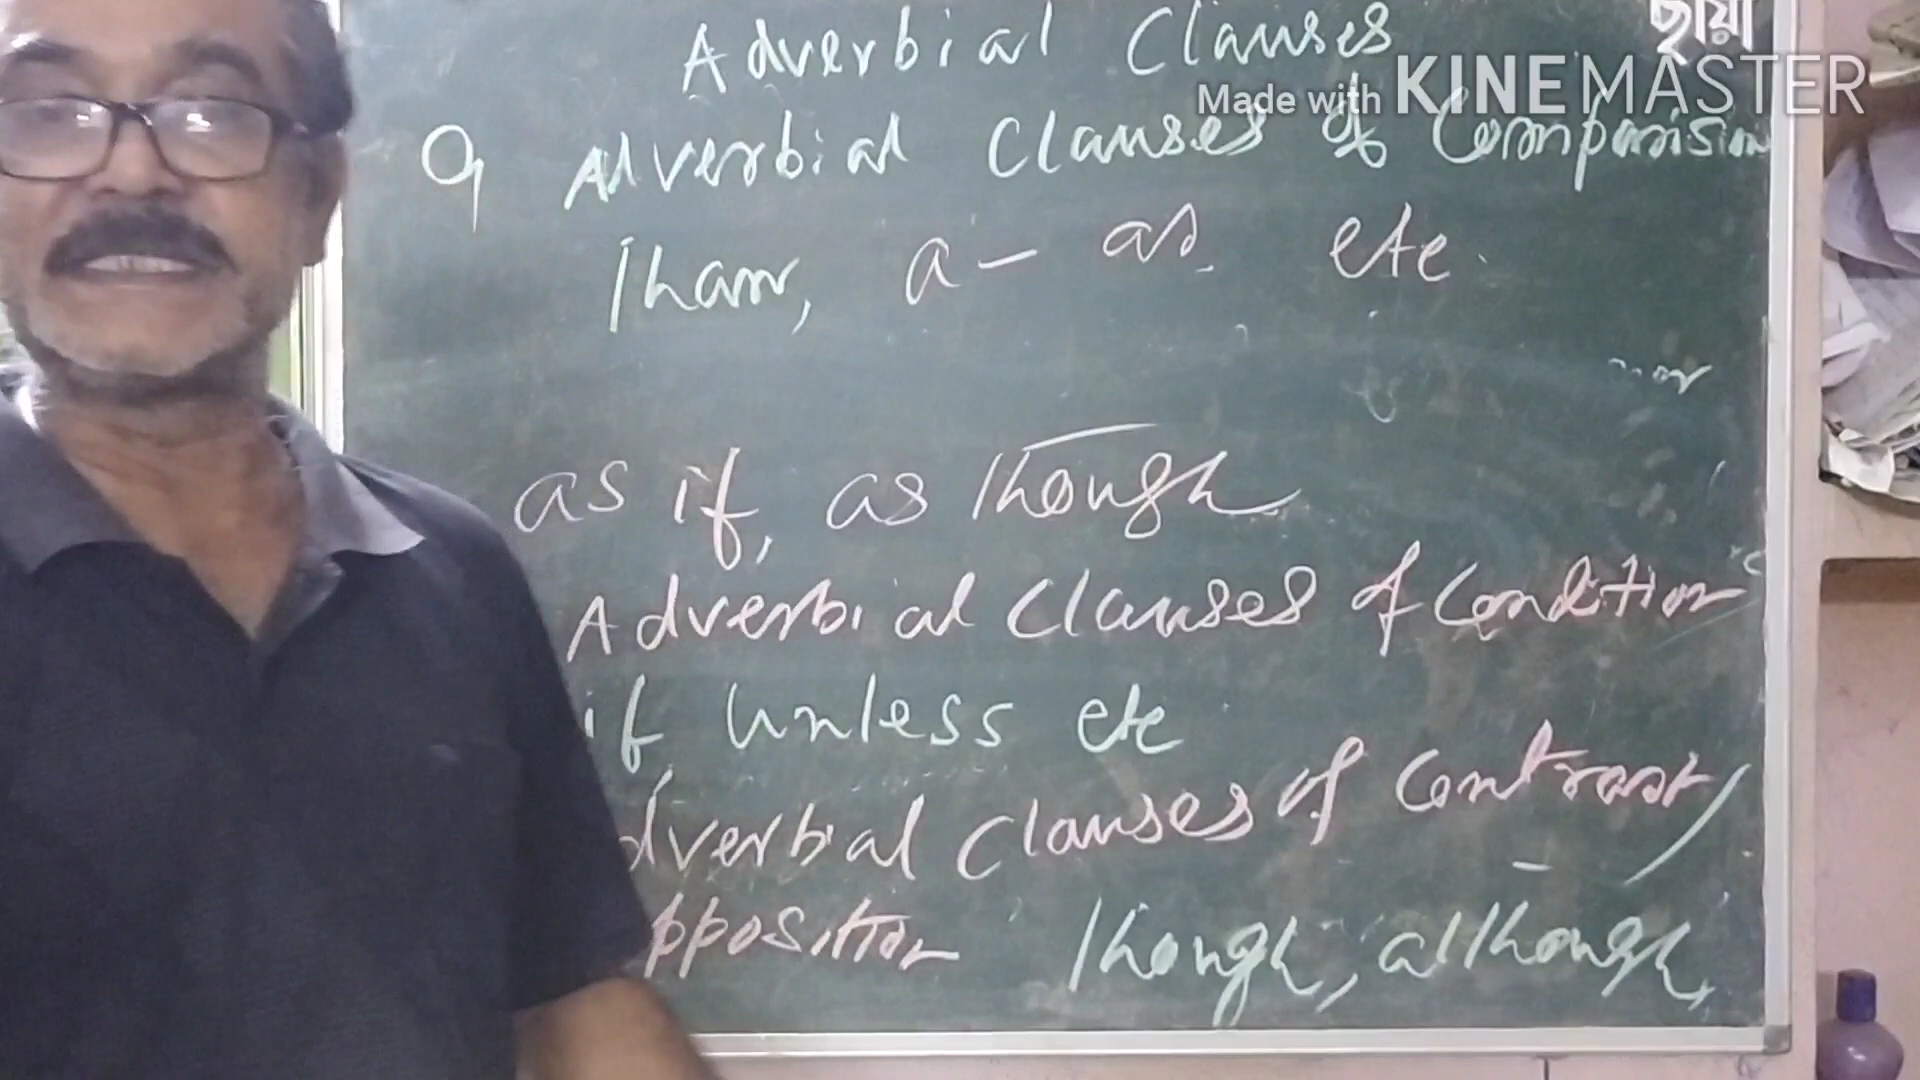 ছায়া
Made with KINEMASTER
Adverbial Clauses
9 Adverbial Clauses of Comparision
Than, a- as. etc.
as if, as though
Adverbial Clauses of Condition
if unless etc
dverbial Clauses of Contrast/
pposition though, although,